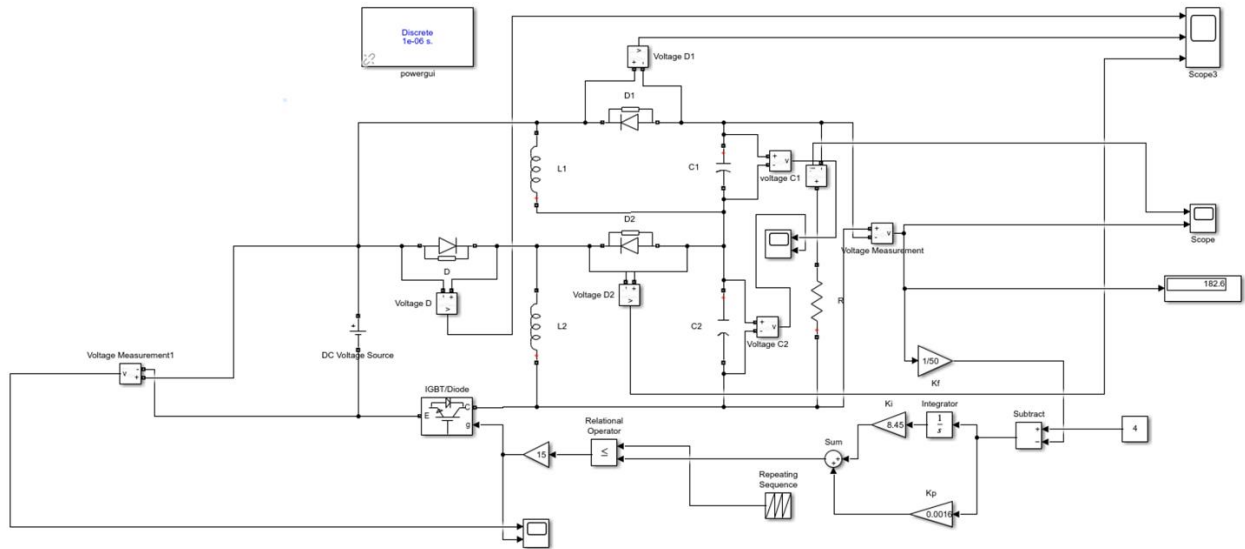 Discrete
1e-06 s.
powergui
Voltage D1
Scope3
D1
L1
C1
voltage C1
D2
Scope
D
Voltage Measurement
Voltage D
Voltage D2
R
182.6
L2
C2
Voltage C2
DC Voltage Source
Voltage Measurement1
1/50
Kf
IGBT/Diode
Ki
Integrator
E
C
g
Relational
Operator
8.45
1
s
Subtract
4
Sum
15
≤
Repeating
Sequence
Kp
0.0016